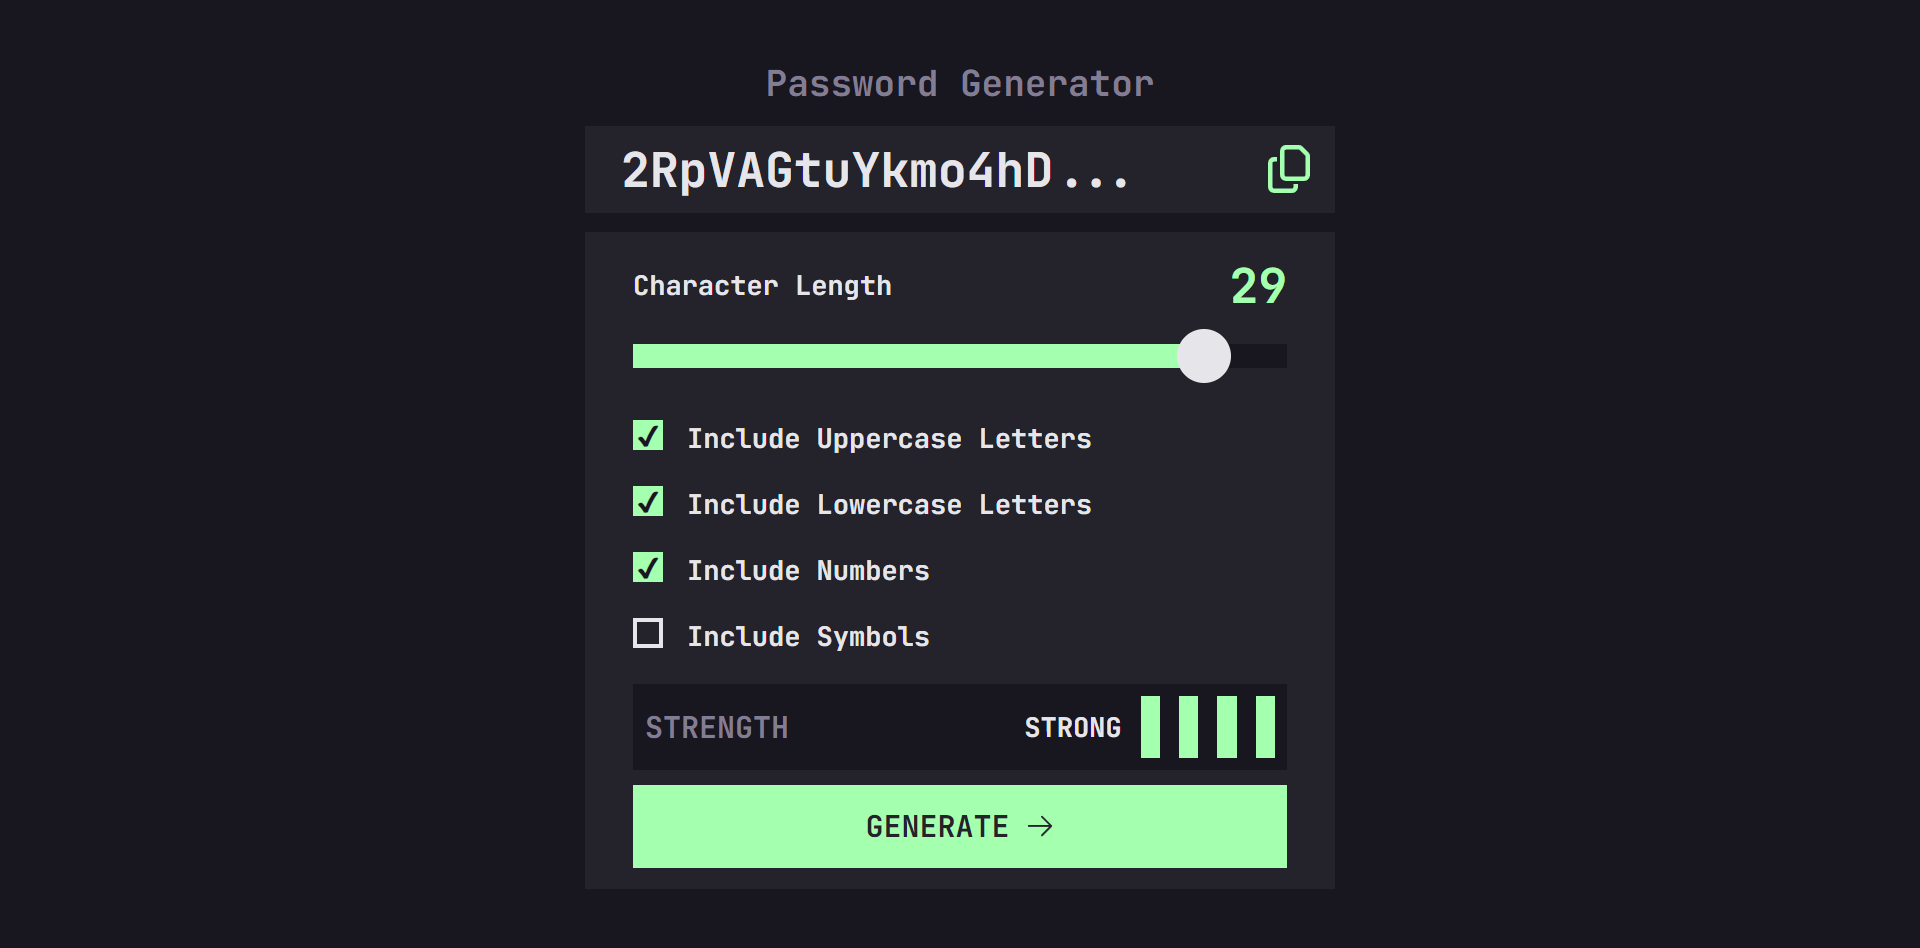 Password Generator
2RpVAGtuYkmo4hD...
Character Length
29
Include Uppercase Letters
Include Lowercase Letters
Include Numbers
Include Symbols
STRENGTH
STRONG
GENERATE →